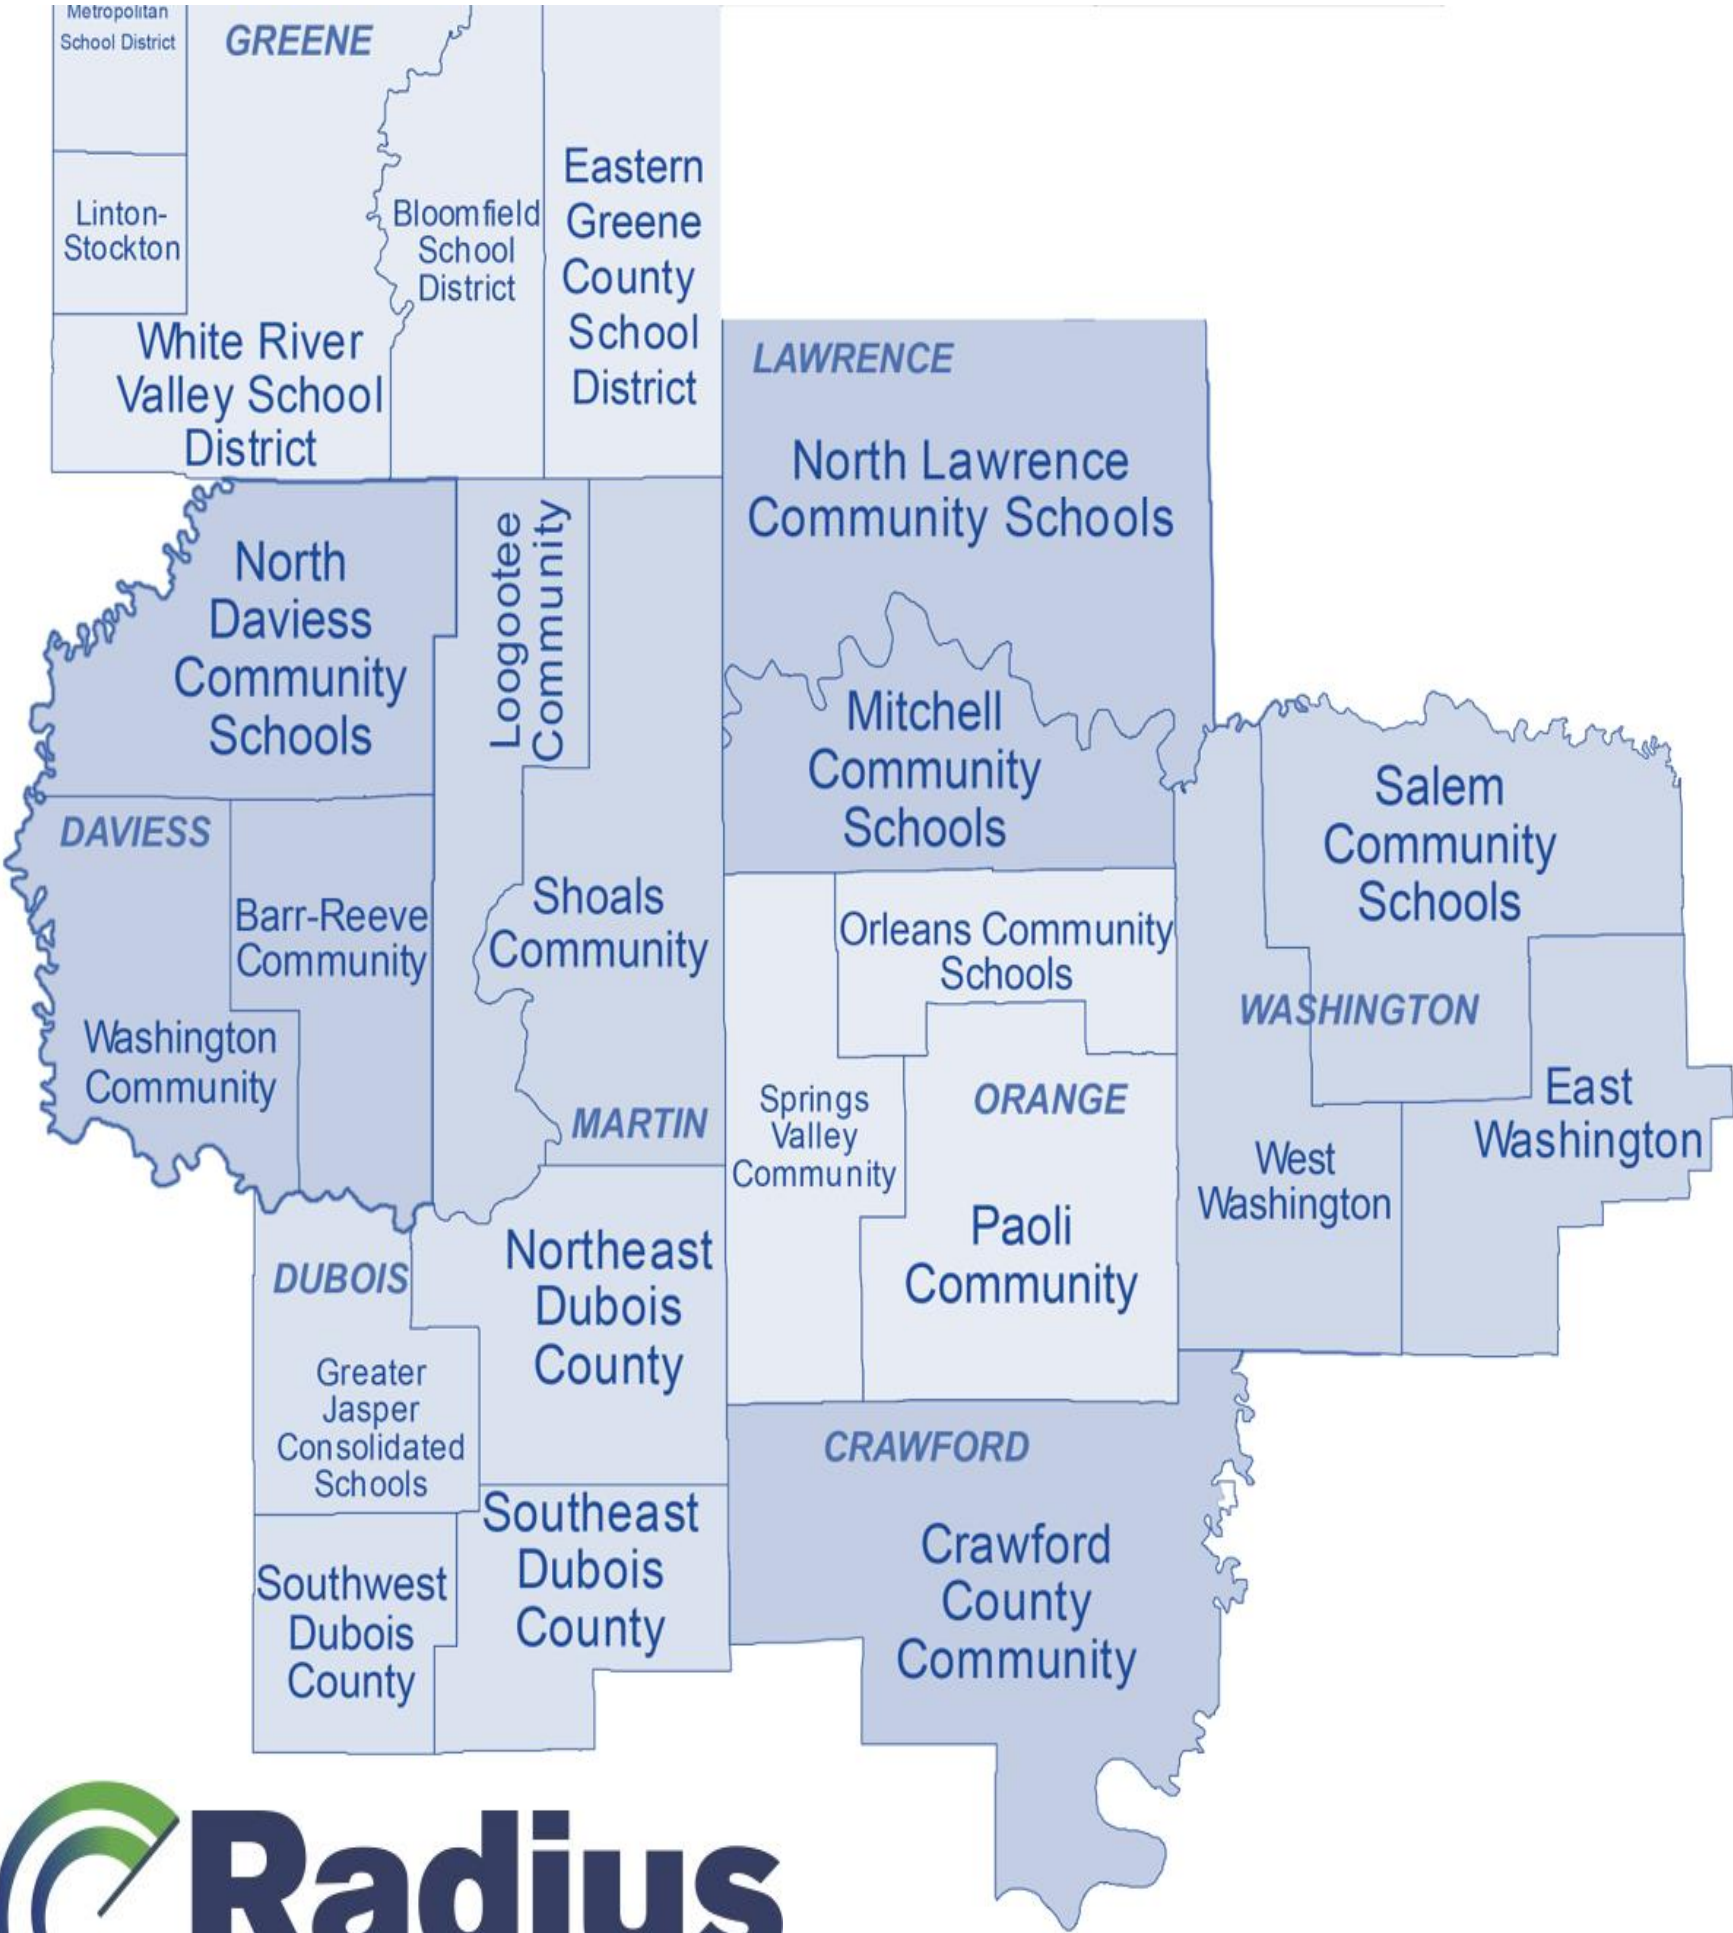 Metropolitan
School District
GREENE
Linton-
Stockton
Bloomfield
School
District
Eastern
Greene
County
School
District
White River
Valley School
District
LAWRENCE
North Lawrence
Community Schools
North
Daviess
Community
Schools
Loogootee
Community
Mitchell
Community
Schools
Salem
Community
Schools
DAVIESS
Barr-Reeve
Community
Shoals
Community
Orleans Community
Schools
WASHINGTON
Washington
Community
MARTIN
Springs
Valley
Community
ORANGE
East
Washington
West
Washington
Paoli
Community
Northeast
Dubois
County
DUBOIS
Greater
Jasper
Consolidated
Schools
CRAWFORD
Southeast
Dubois
County
Southwest
Dubois
County
Crawford
County
Community
Radius